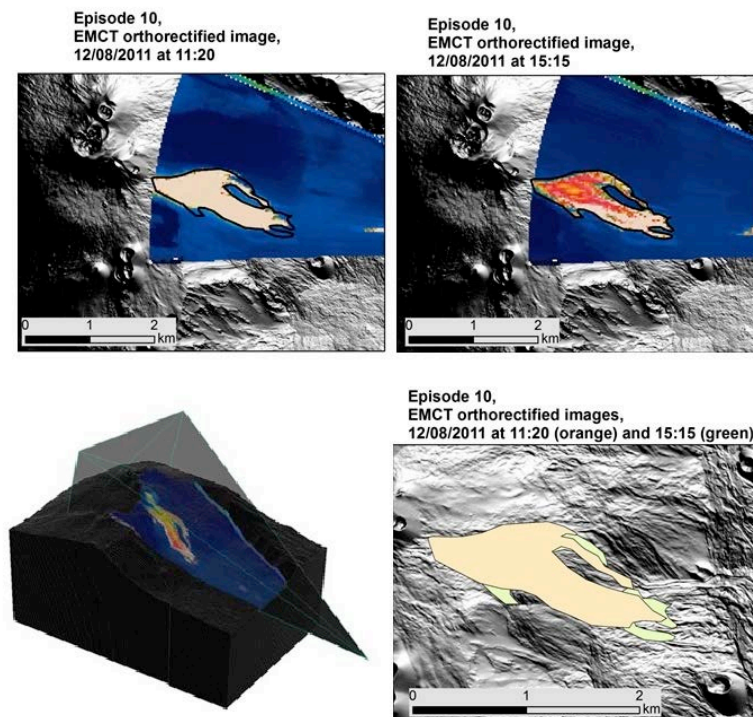 Episode 10,
EMCT orthorectified image,
12/08/2011 at 11:20
0 1 2
km
Episode 10,
EMCT orthorectified image,
12/08/2011 at 15:15
0 1 2
km
Episode 10,
EMCT orthorectified images,
12/08/2011 at 11:20 (orange) and 15:15 (green)
0 1 2
km